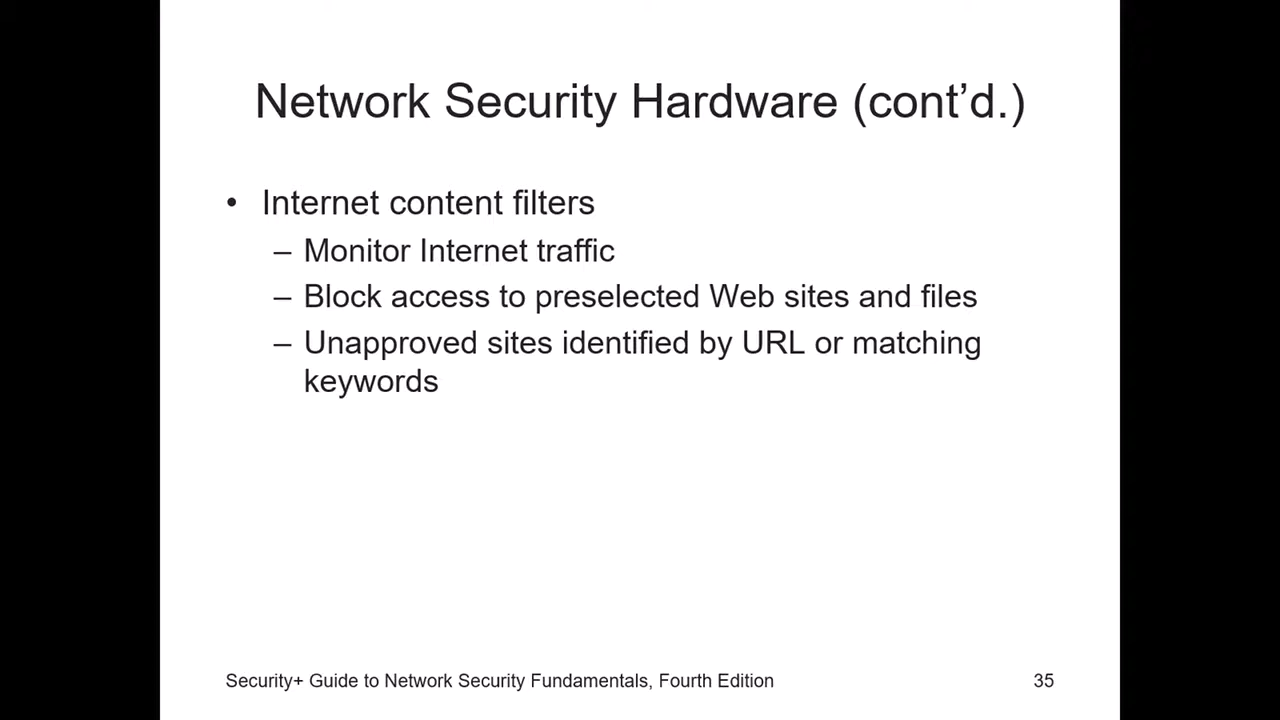 Network Security Hardware (cont’d.)
• Internet content filters
– Monitor Internet traffic
– Block access to preselected Web sites and files
– Unapproved sites identified by URL or matching
keywords
Security+ Guide to Network Security Fundamentals, Fourth Edition
35